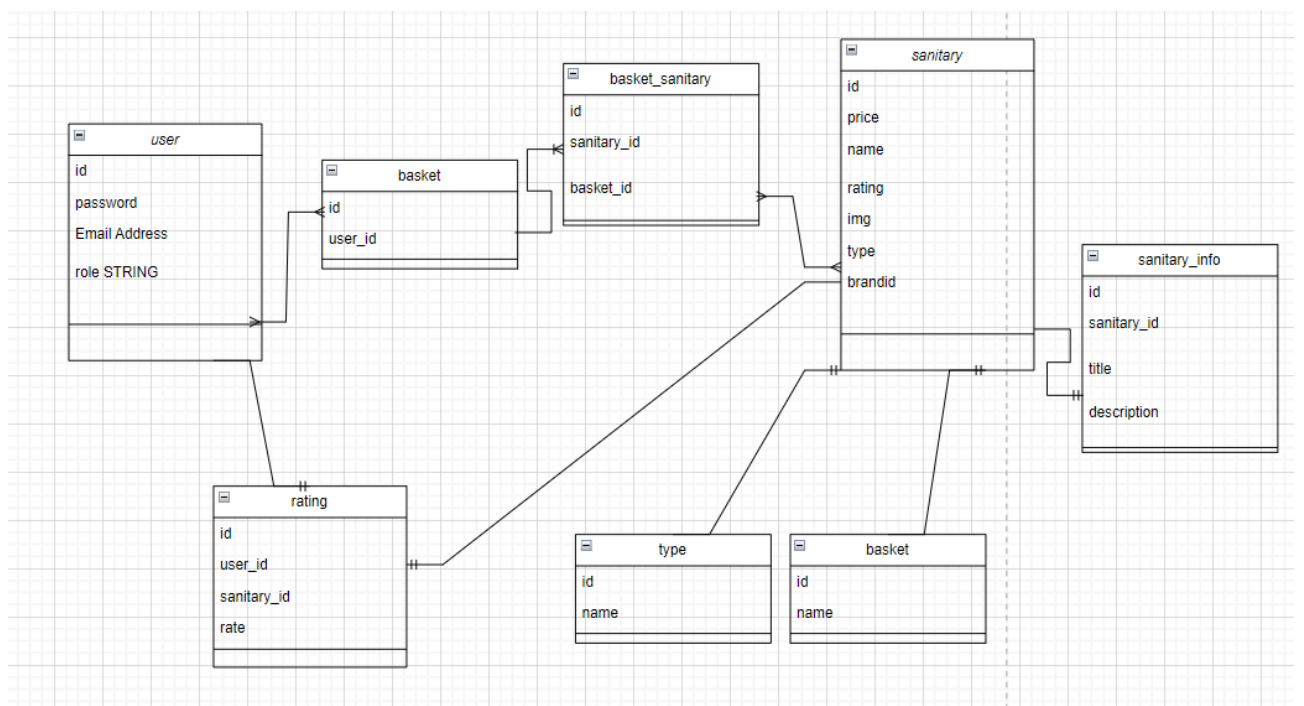 user
id
password
Email Address
role STRING
basket
id
user_id
basket_sanitary
id
sanitary_id
basket_id
sanitary
id
price
name
rating
img
type
brandid
sanitary_info
id
sanitary_id
title
description
rating
id
user_id
sanitary_id
rate
type
id
name
basket
id
name